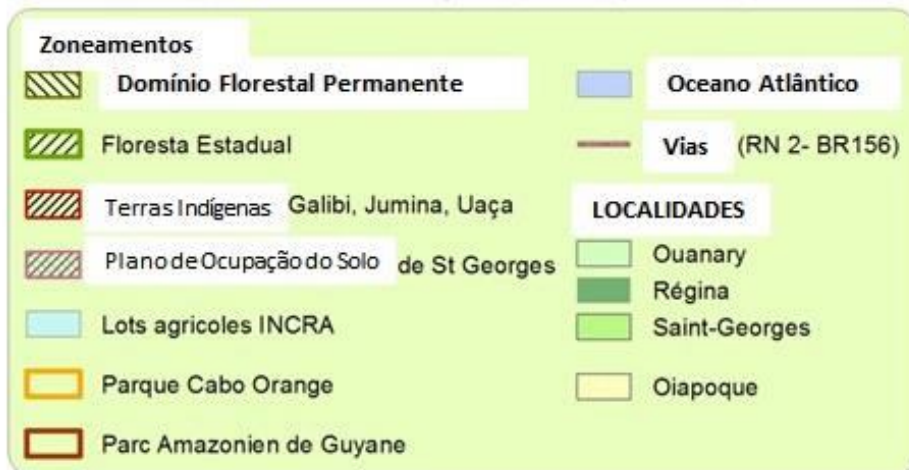 Zoneamentos
Domínio Florestal Permanente
Floresta Estadual
Terras Indígenas Galibi, Jumina, Uaça
Plano de Ocupação do Solo de St Georges
Lots agricoles INCRA
Parque Cabo Orange
Parc Amazonien de Guyane
Oceano Atlântico
Vias (RN 2- BR156)
LOCALIDADES
Ouanary
Régina
Saint-Georges
Oiapoque